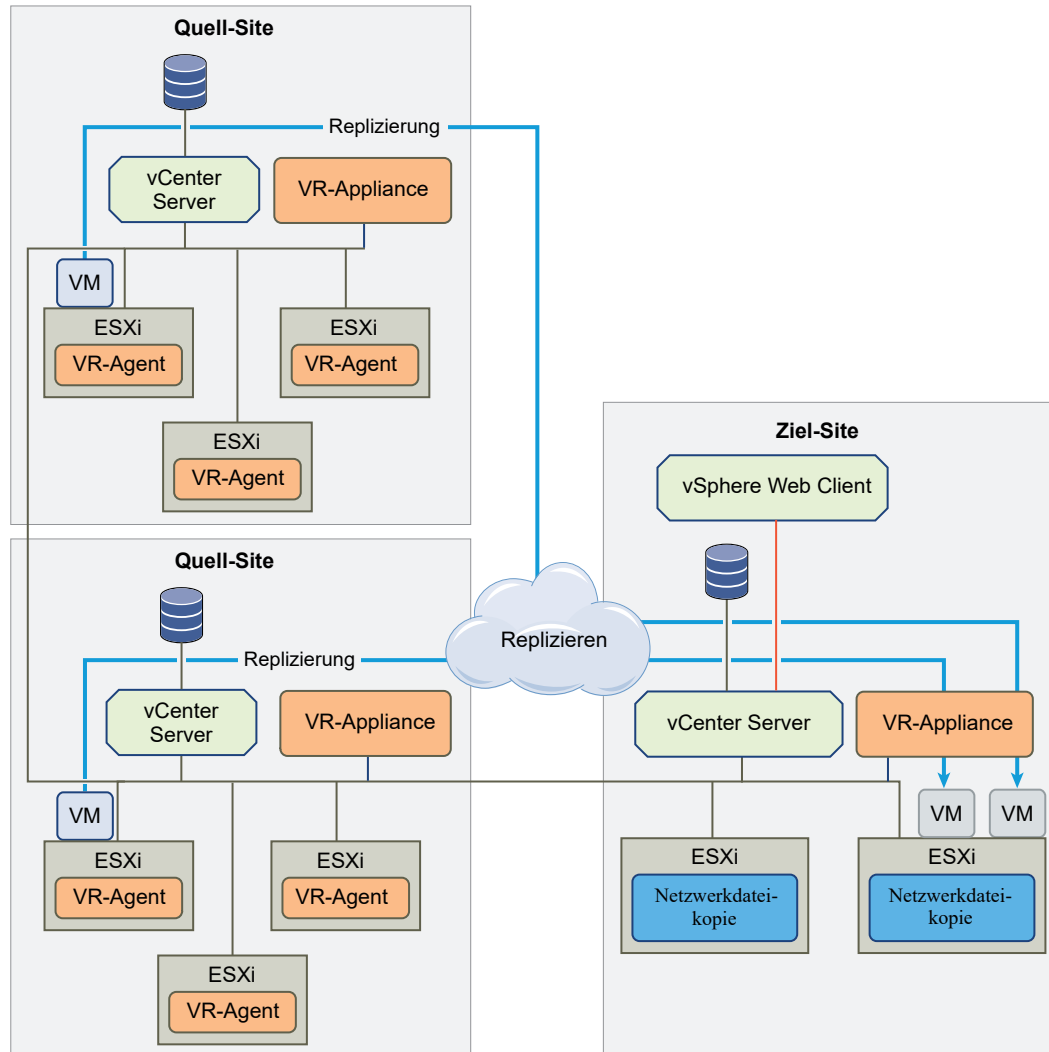 Quell-Site
Replizierung
vCenter
Server
VR-Appliance
VM
ESXi
VR-Agent
ESXi
VR-Agent
ESXi
VR-Agent
Quell-Site
Replizierung
vCenter
Server
VR-Appliance
VM
ESXi
VR-Agent
ESXi
VR-Agent
ESXi
VR-Agent
Replizieren
Ziel-Site
vSphere Web Client
vCenter Server
VR-Appliance
VM
VM
ESXi
Netzwerkdatei-
kopie
ESXi
Netzwerkdatei-
kopie